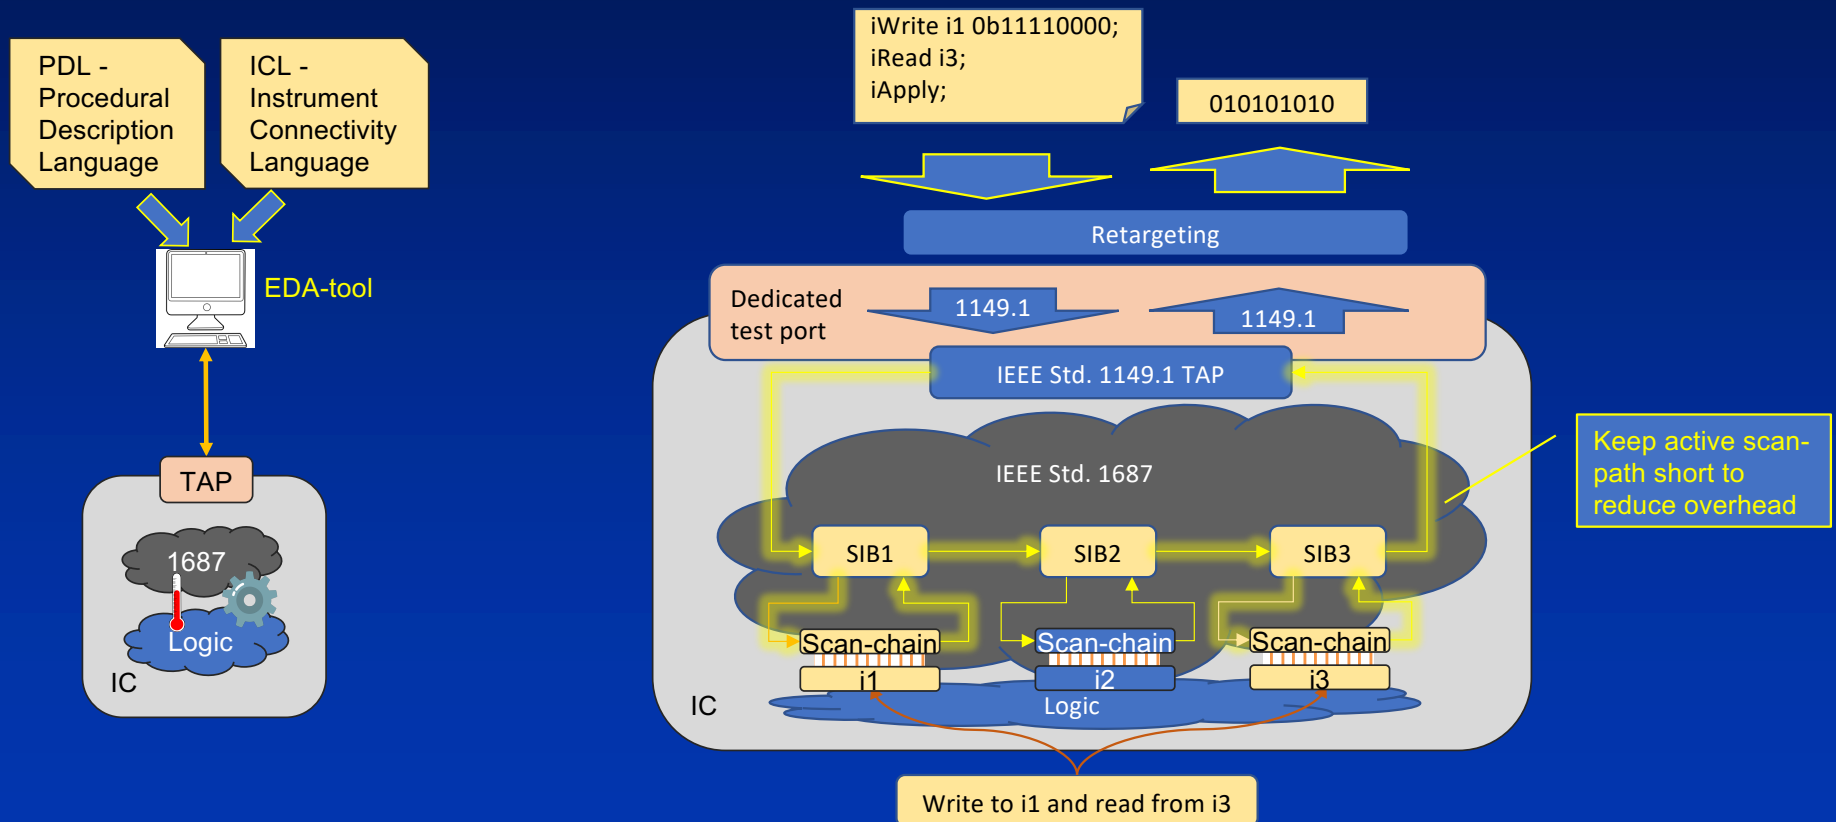 PDL -
Procedural
Description
Language
ICL -
Instrument
Connectivity
Language
EDA-tool
TAP
1687
Logic
IC
iWrite i1 0b11110000;
iRead i3;
iApply;
010101010
Retargeting
Dedicated
test port
1149.1
1149.1
IEEE Std. 1149.1 TAP
IEEE Std. 1687
SIB1
SIB2
SIB3
Scan-chain
Scan-chain
Scan-chain
i1
i2
i3
Logic
IC
Keep active scan-
path short to
reduce overhead
Write to i1 and read from i3